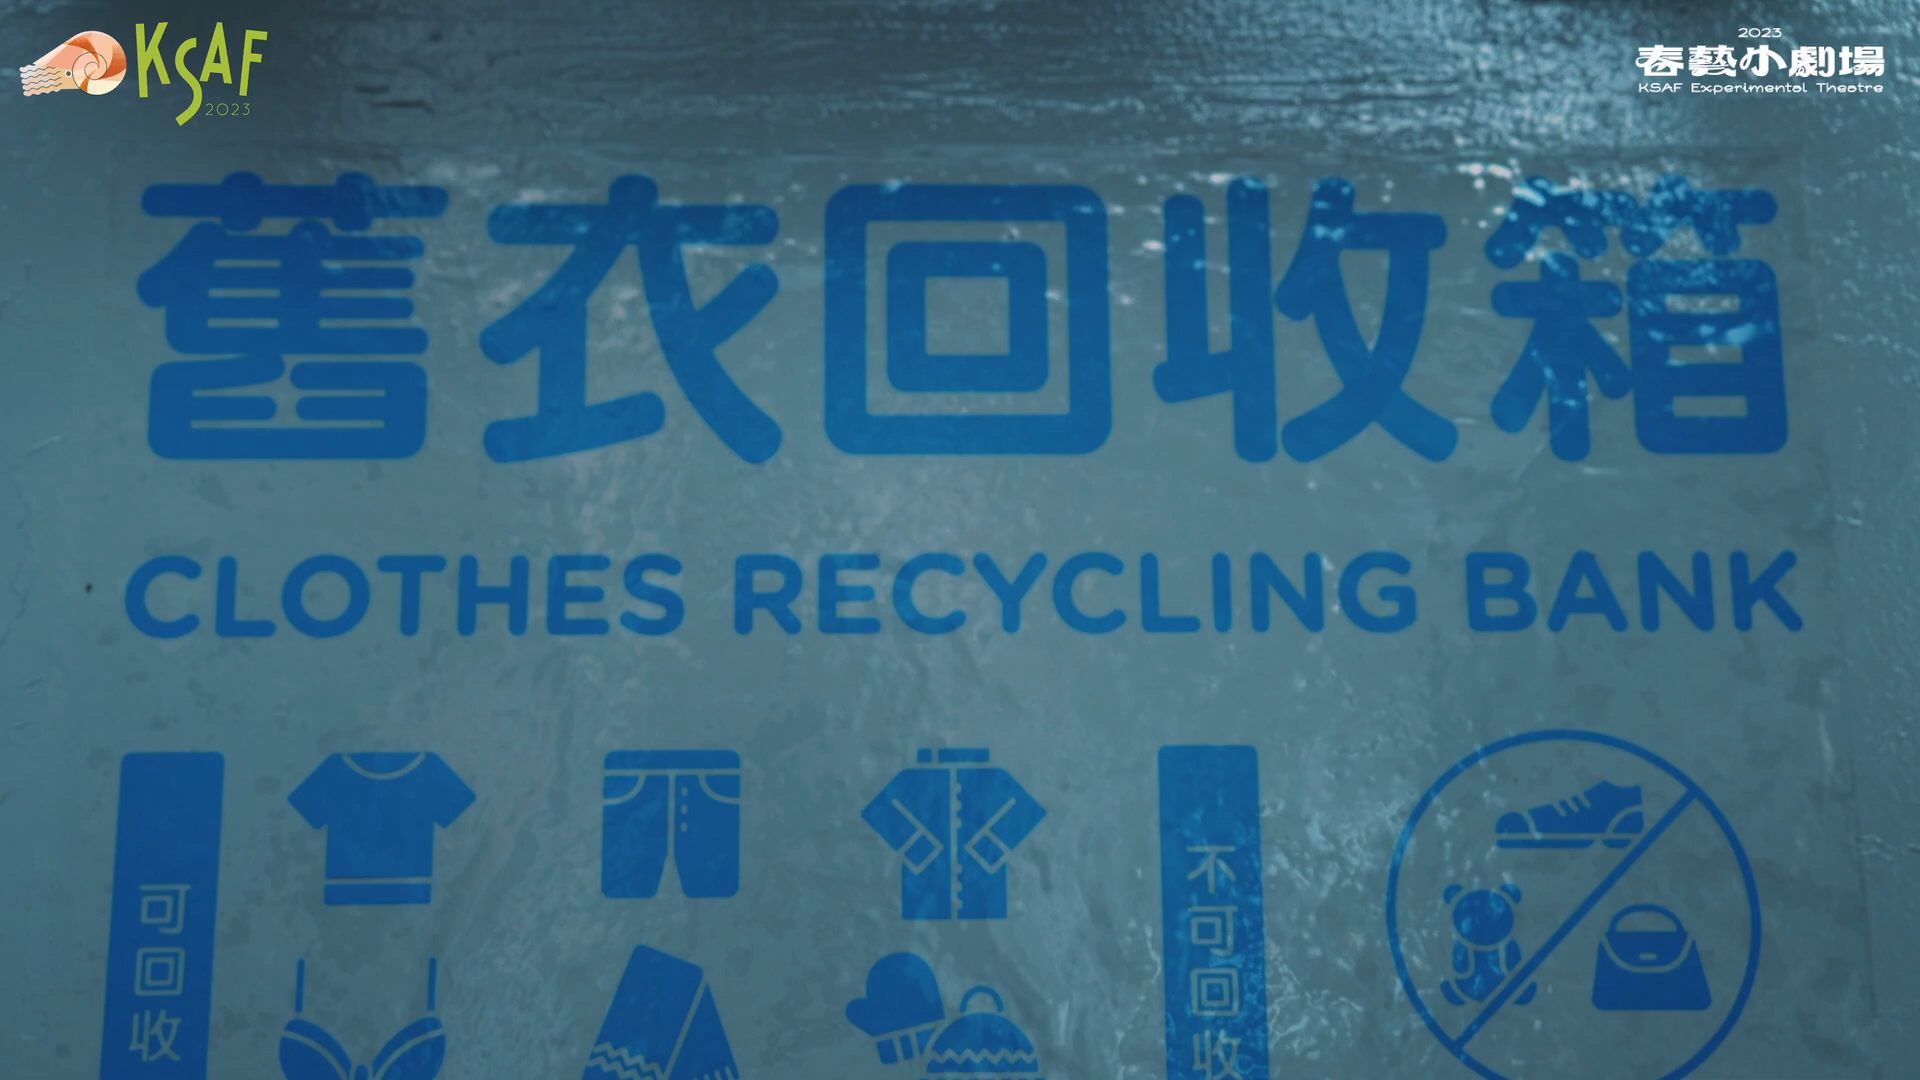 KSAF
2023
2023
春藝小劇場
KSAF Experimental Theatre
舊衣回收箱
CLOTHES RECYCLING BANK
可回收
不可回收